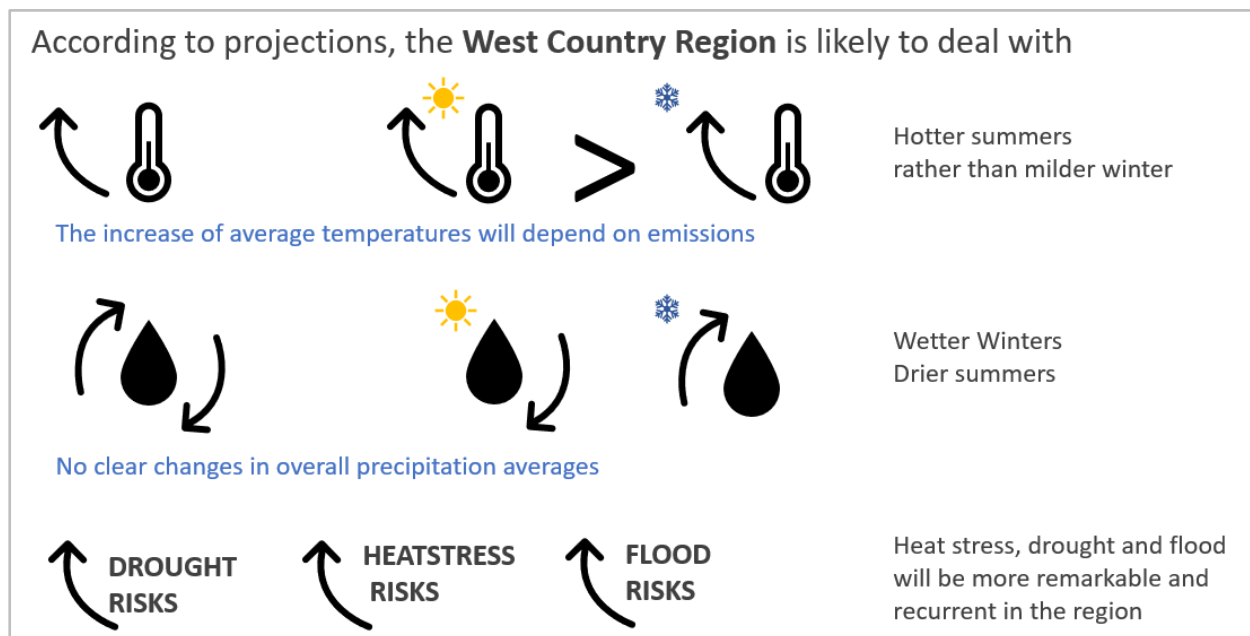 According to projections, the West Country Region is likely to deal with
>
Hotter summers
rather than milder winter
The increase of average temperatures will depend on emissions
Wetter Winters
Drier summers
No clear changes in overall precipitation averages
DROUGHT
RISKS
HEATSTRESS
RISKS
FLOOD
RISKS
Heat stress, drought and flood
will be more remarkable and
recurrent in the region